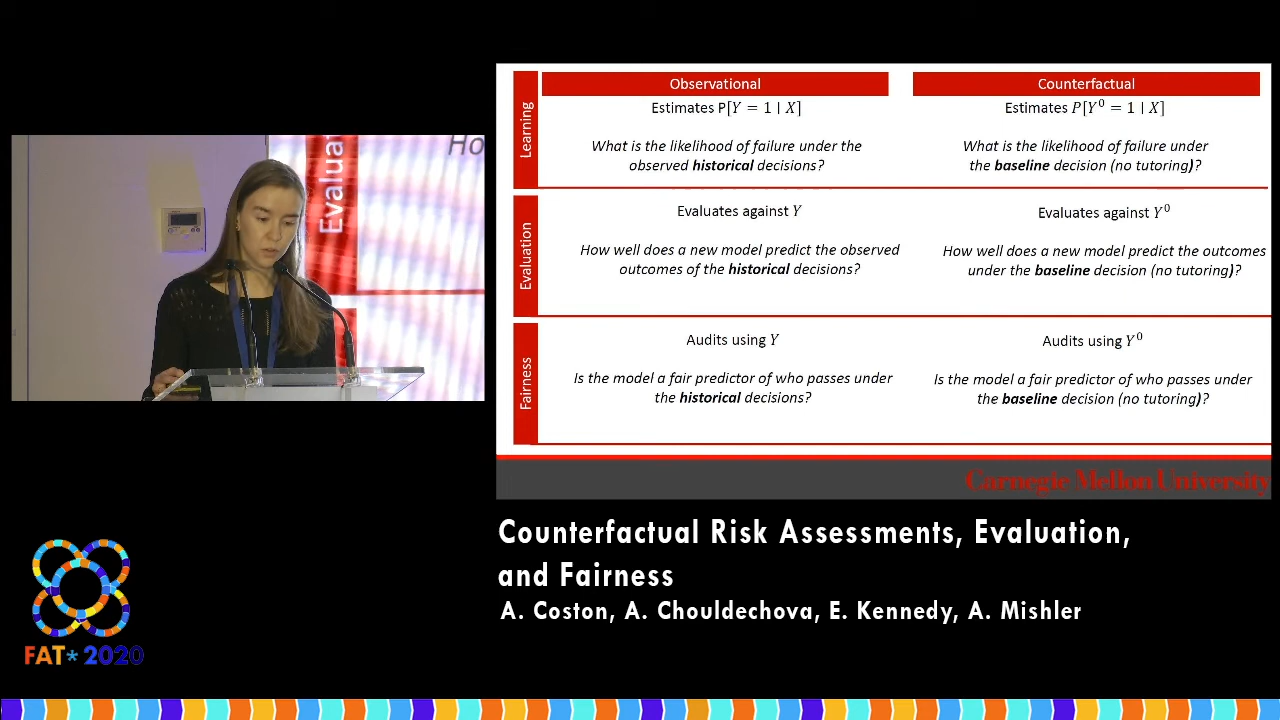 Ho
Evaluat
Observational
Counterfactual
Learning
Estimates P[Y = 1 | X]
Estimates P[Y⁰ = 1 | X]
What is the likelihood of failure under the
observed historical decisions?
What is the likelihood of failure under
the baseline decision (no tutoring)?
Evaluation
Evaluates against Y
Evaluates against Y⁰
How well does a new model predict the observed
outcomes of the historical decisions?
How well does a new model predict the outcomes
under the baseline decision (no tutoring)?
Fairness
Audits using Y
Audits using Y⁰
Is the model a fair predictor of who passes under
the historical decisions?
Is the model a fair predictor of who passes under
the baseline decision (no tutoring)?
Carnegie Mellon University
Counterfactual Risk Assessments, Evaluation,
and Fairness
A. Coston, A. Chouldechova, E. Kennedy, A. Mishler
FAT* 2020